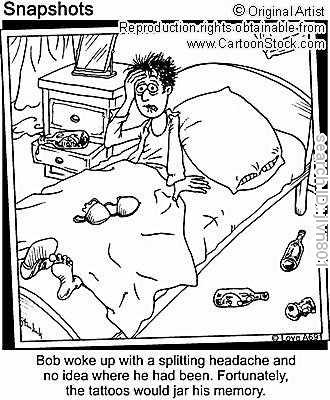 Snapshots
© Original Artist
Reproduction rights obtainable from
www.CartoonStock.com
© Love
Bob woke up with a splitting headache and
no idea where he had been. Fortunately,
the tattoos would jar his memory.